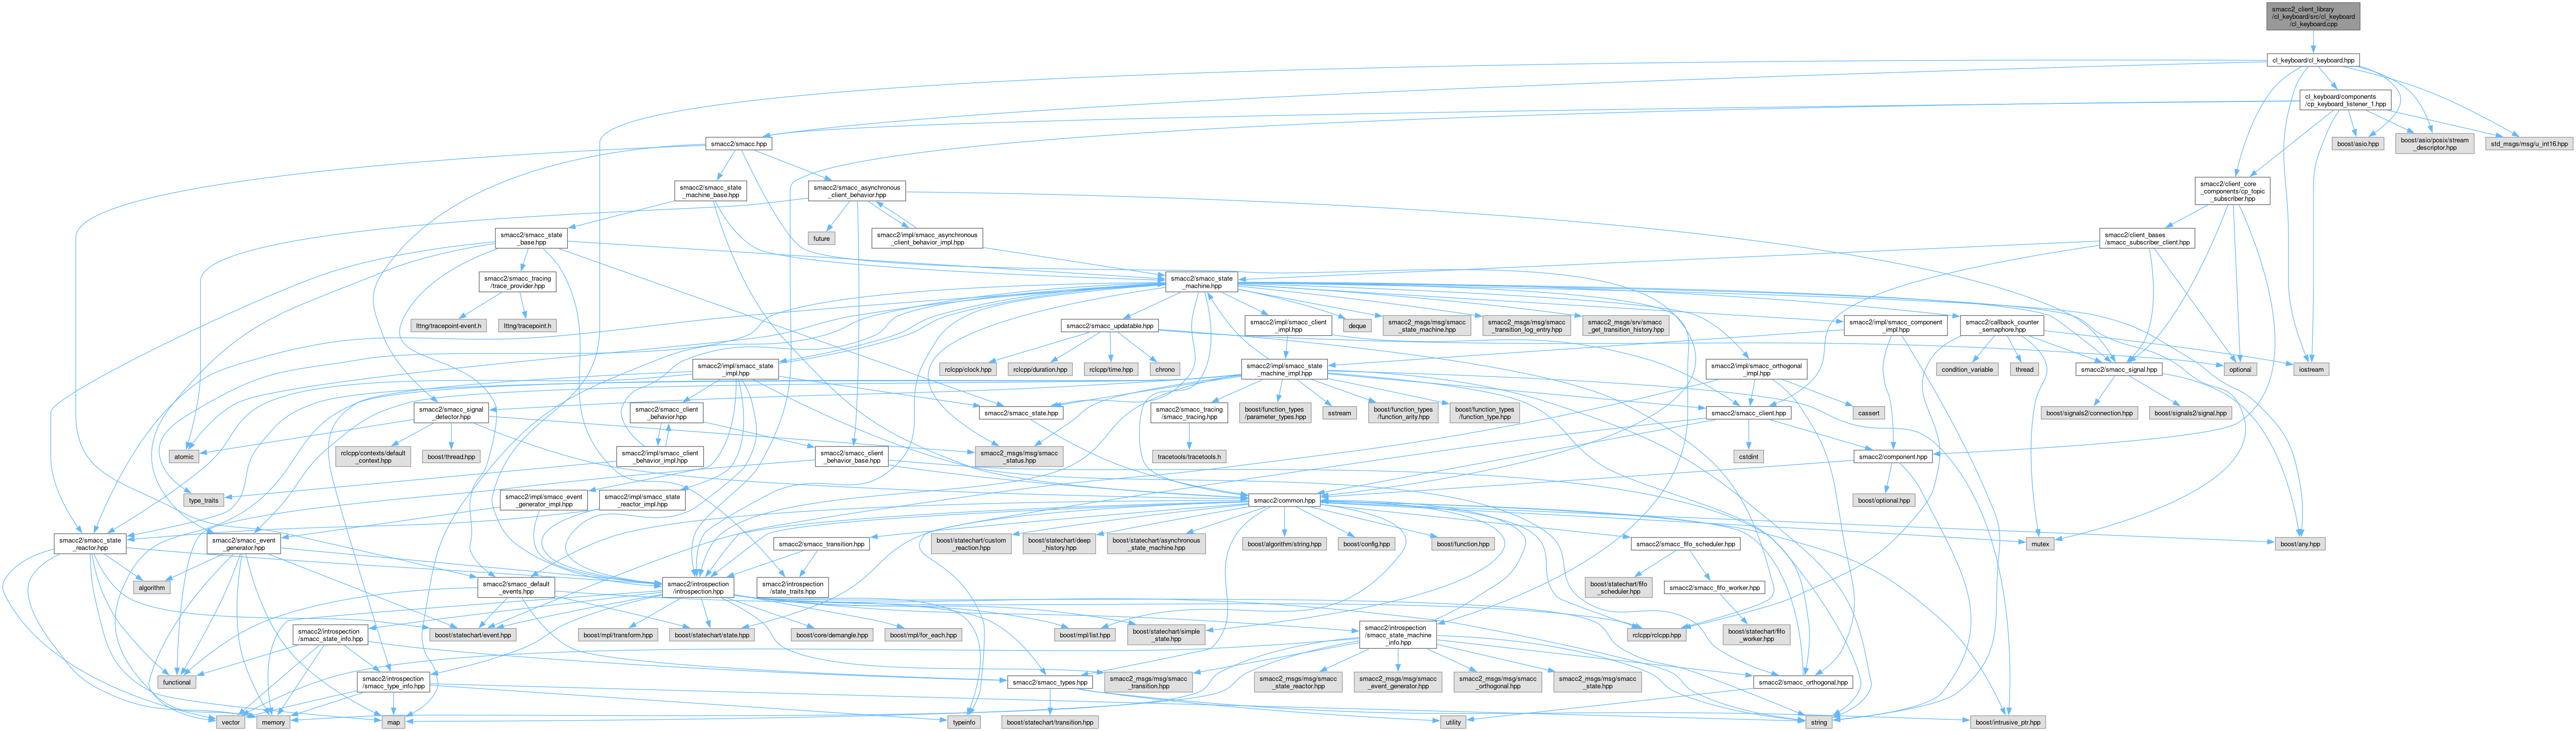 smacc2_client_library
/cl_keyboard/src/cl_keyboard
/cl_keyboard.cpp
cl_keyboard/cl_keyboard.hpp
cl_keyboard/components
/cp_keyboard_listener_1.hpp
smacc2/smacc.hpp
boost/asio.hpp
boost/asio/posix/stream
_descriptor.hpp
std_msgs/msg/u_int16.hpp
smacc2/smacc_state
_machine_base.hpp
smacc2/smacc_asynchronous
_client_behavior.hpp
smacc2/client_core
_components/cp_topic
_subscriber.hpp
smacc2/smacc_state
_base.hpp
future
smacc2/impl/smacc_asynchronous
_client_behavior_impl.hpp
smacc2/client_bases
/smacc_subscriber_client.hpp
smacc2/smacc_tracing
/trace_provider.hpp
smacc2/smacc_state
_machine.hpp
lttng/tracepoint-event.h
lttng/tracepoint.h
smacc2/smacc_updatable.hpp
smacc2/impl/smacc_client
_impl.hpp
deque
smacc2_msgs/msg/smacc
_state_machine.hpp
smacc2_msgs/msg/smacc
_transition_log_entry.hpp
smacc2_msgs/srv/smacc
_get_transition_history.hpp
smacc2/impl/smacc_component
_impl.hpp
smacc2/callback_counter
_semaphore.hpp
smacc2/impl/smacc_state
_impl.hpp
rclcpp/clock.hpp
rclcpp/duration.hpp
rclcpp/time.hpp
chrono
smacc2/impl/smacc_state
_machine_impl.hpp
smacc2/impl/smacc_orthogonal
_impl.hpp
condition_variable
thread
smacc2/smacc_signal.hpp
optional
iostream
smacc2/smacc_signal
_detector.hpp
smacc2/smacc_client
_behavior.hpp
smacc2/smacc_state.hpp
smacc2/smacc_tracing
/smacc_tracing.hpp
boost/function_types
/parameter_types.hpp
sstream
boost/function_types
/function_arity.hpp
boost/function_types
/function_type.hpp
smacc2/smacc_client.hpp
cassert
boost/signals2/connection.hpp
boost/signals2/signal.hpp
atomic
rclcpp/contexts/default
_context.hpp
boost/thread.hpp
smacc2/impl/smacc_client
_behavior_impl.hpp
smacc2/smacc_client
_behavior_base.hpp
smacc2_msgs/msg/smacc
_status.hpp
tracetools/tracetools.h
cstdint
smacc2/component.hpp
type_traits
smacc2/impl/smacc_event
_generator_impl.hpp
smacc2/impl/smacc_state
_reactor_impl.hpp
smacc2/common.hpp
boost/optional.hpp
smacc2/smacc_state
_reactor.hpp
smacc2/smacc_event
_generator.hpp
smacc2/smacc_transition.hpp
boost/statechart/custom
_reaction.hpp
boost/statechart/deep
_history.hpp
boost/statechart/asynchronous
_state_machine.hpp
boost/algorithm/string.hpp
boost/config.hpp
boost/function.hpp
smacc2/smacc_fifo_scheduler.hpp
mutex
boost/any.hpp
algorithm
smacc2/smacc_default
_events.hpp
smacc2/introspection
/introspection.hpp
smacc2/introspection
/state_traits.hpp
boost/statechart/fifo
_scheduler.hpp
smacc2/smacc_fifo_worker.hpp
smacc2/introspection
/smacc_state_info.hpp
boost/statechart/event.hpp
boost/mpl/transform.hpp
boost/statechart/state.hpp
boost/core/demangle.hpp
boost/mpl/for_each.hpp
boost/mpl/list.hpp
boost/statechart/simple
_state.hpp
smacc2/introspection
/smacc_state_machine
_info.hpp
rclcpp/rclcpp.hpp
boost/statechart/fifo
_worker.hpp
functional
smacc2/introspection
/smacc_type_info.hpp
smacc2/smacc_types.hpp
smacc2_msgs/msg/smacc
_transition.hpp
smacc2_msgs/msg/smacc
_state_reactor.hpp
smacc2_msgs/msg/smacc
_event_generator.hpp
smacc2_msgs/msg/smacc
_orthogonal.hpp
smacc2_msgs/msg/smacc
_state.hpp
smacc2/smacc_orthogonal.hpp
vector
memory
map
typeinfo
boost/statechart/transition.hpp
utility
string
boost/intrusive_ptr.hpp